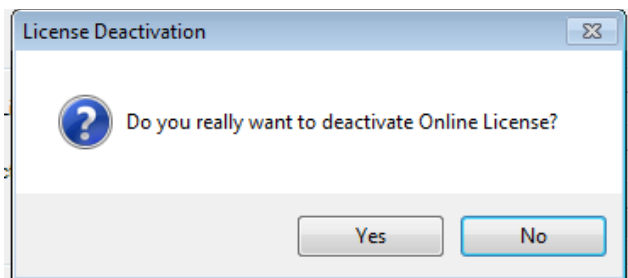 License Deactivation
Do you really want to deactivate Online License?
Yes
No